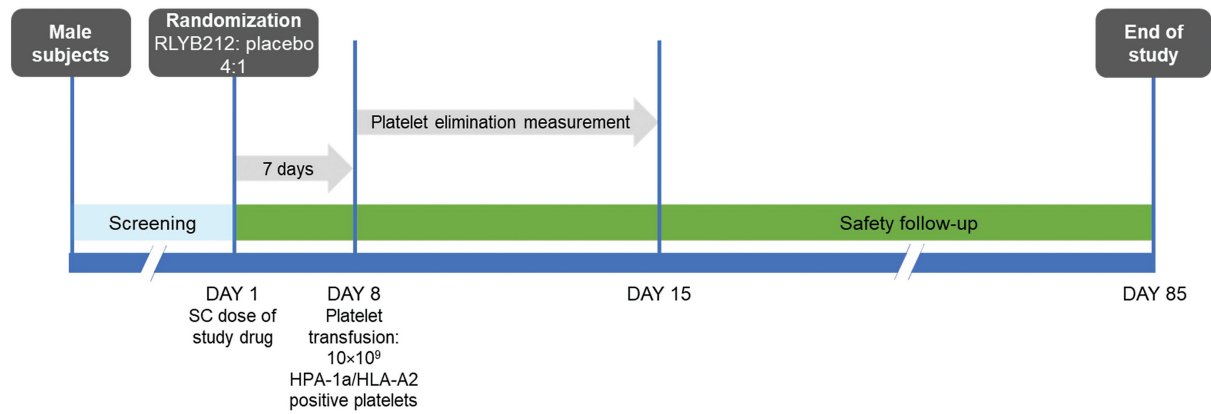 Male
subjects
Randomization
RLYB212: placebo
4:1
End of
study
Platelet elimination measurement
7 days
Screening
Safety follow-up
DAY 1
SC dose of
study drug
DAY 8
Platelet
transfusion:
10×10⁹
HPA-1a/HLA-A2
positive platelets
DAY 15
DAY 85